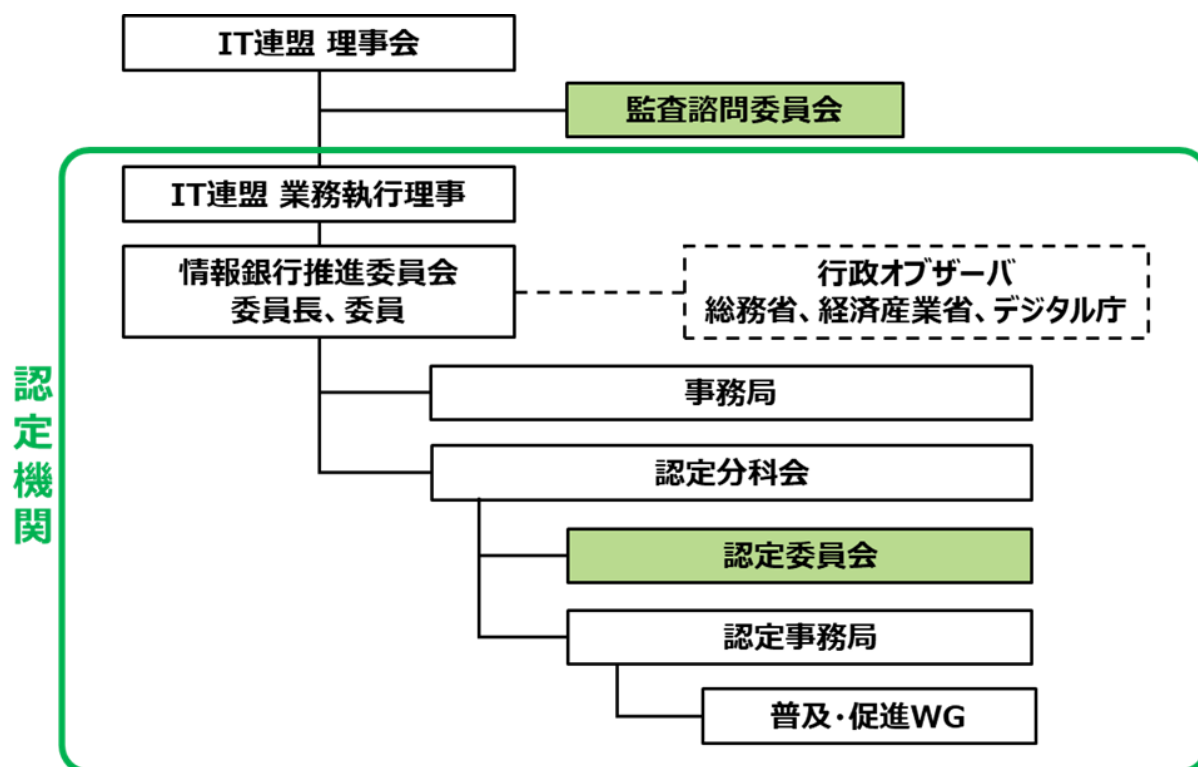 IT連盟 理事会
監査諮問委員会
IT連盟 業務執行理事
情報銀行推進委員会
委員長、委員
行政オブザーバ
総務省、経済産業省、デジタル庁
認定機関
事務局
認定分科会
認定委員会
認定事務局
普及・促進WG